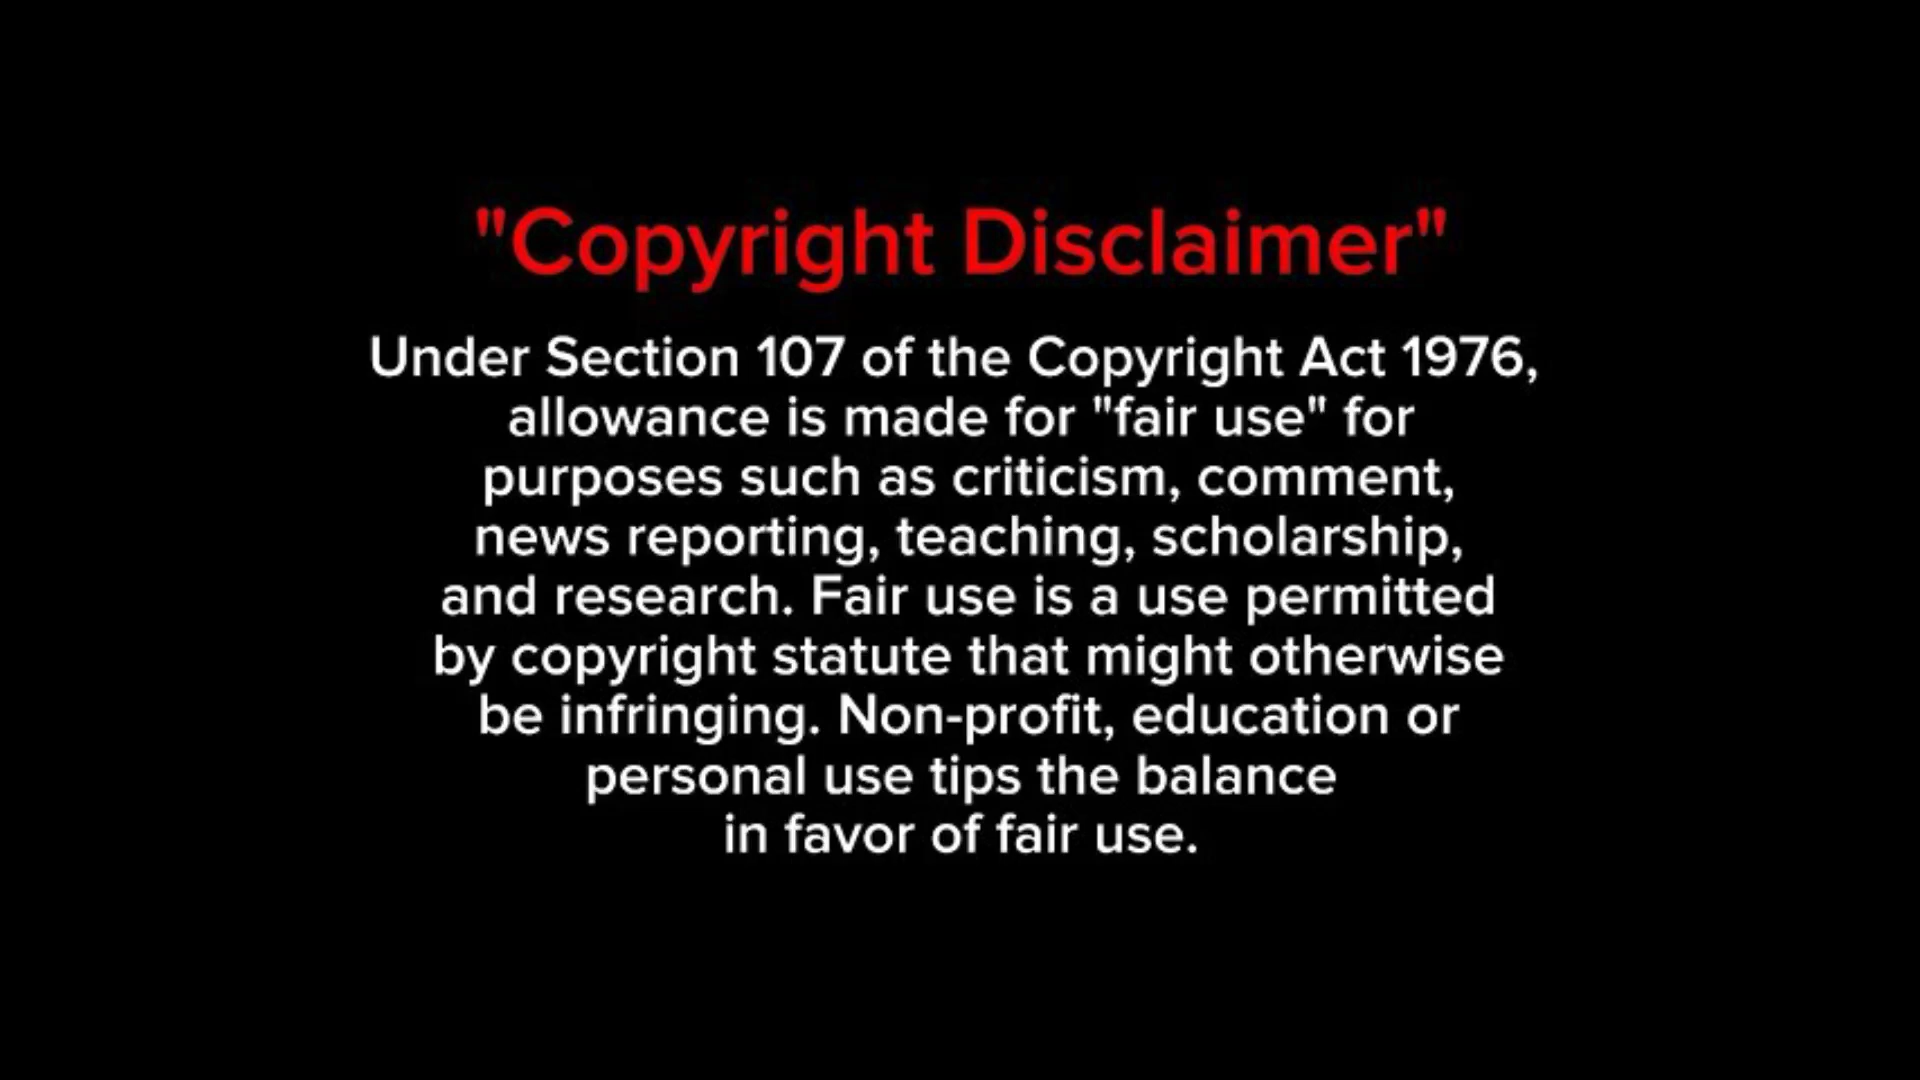 "Copyright Disclaimer"
Under Section 107 of the Copyright Act 1976,
allowance is made for "fair use" for
purposes such as criticism, comment,
news reporting, teaching, scholarship,
and research. Fair use is a use permitted
by copyright statute that might otherwise
be infringing. Non-profit, education or
personal use tips the balance
in favor of fair use.